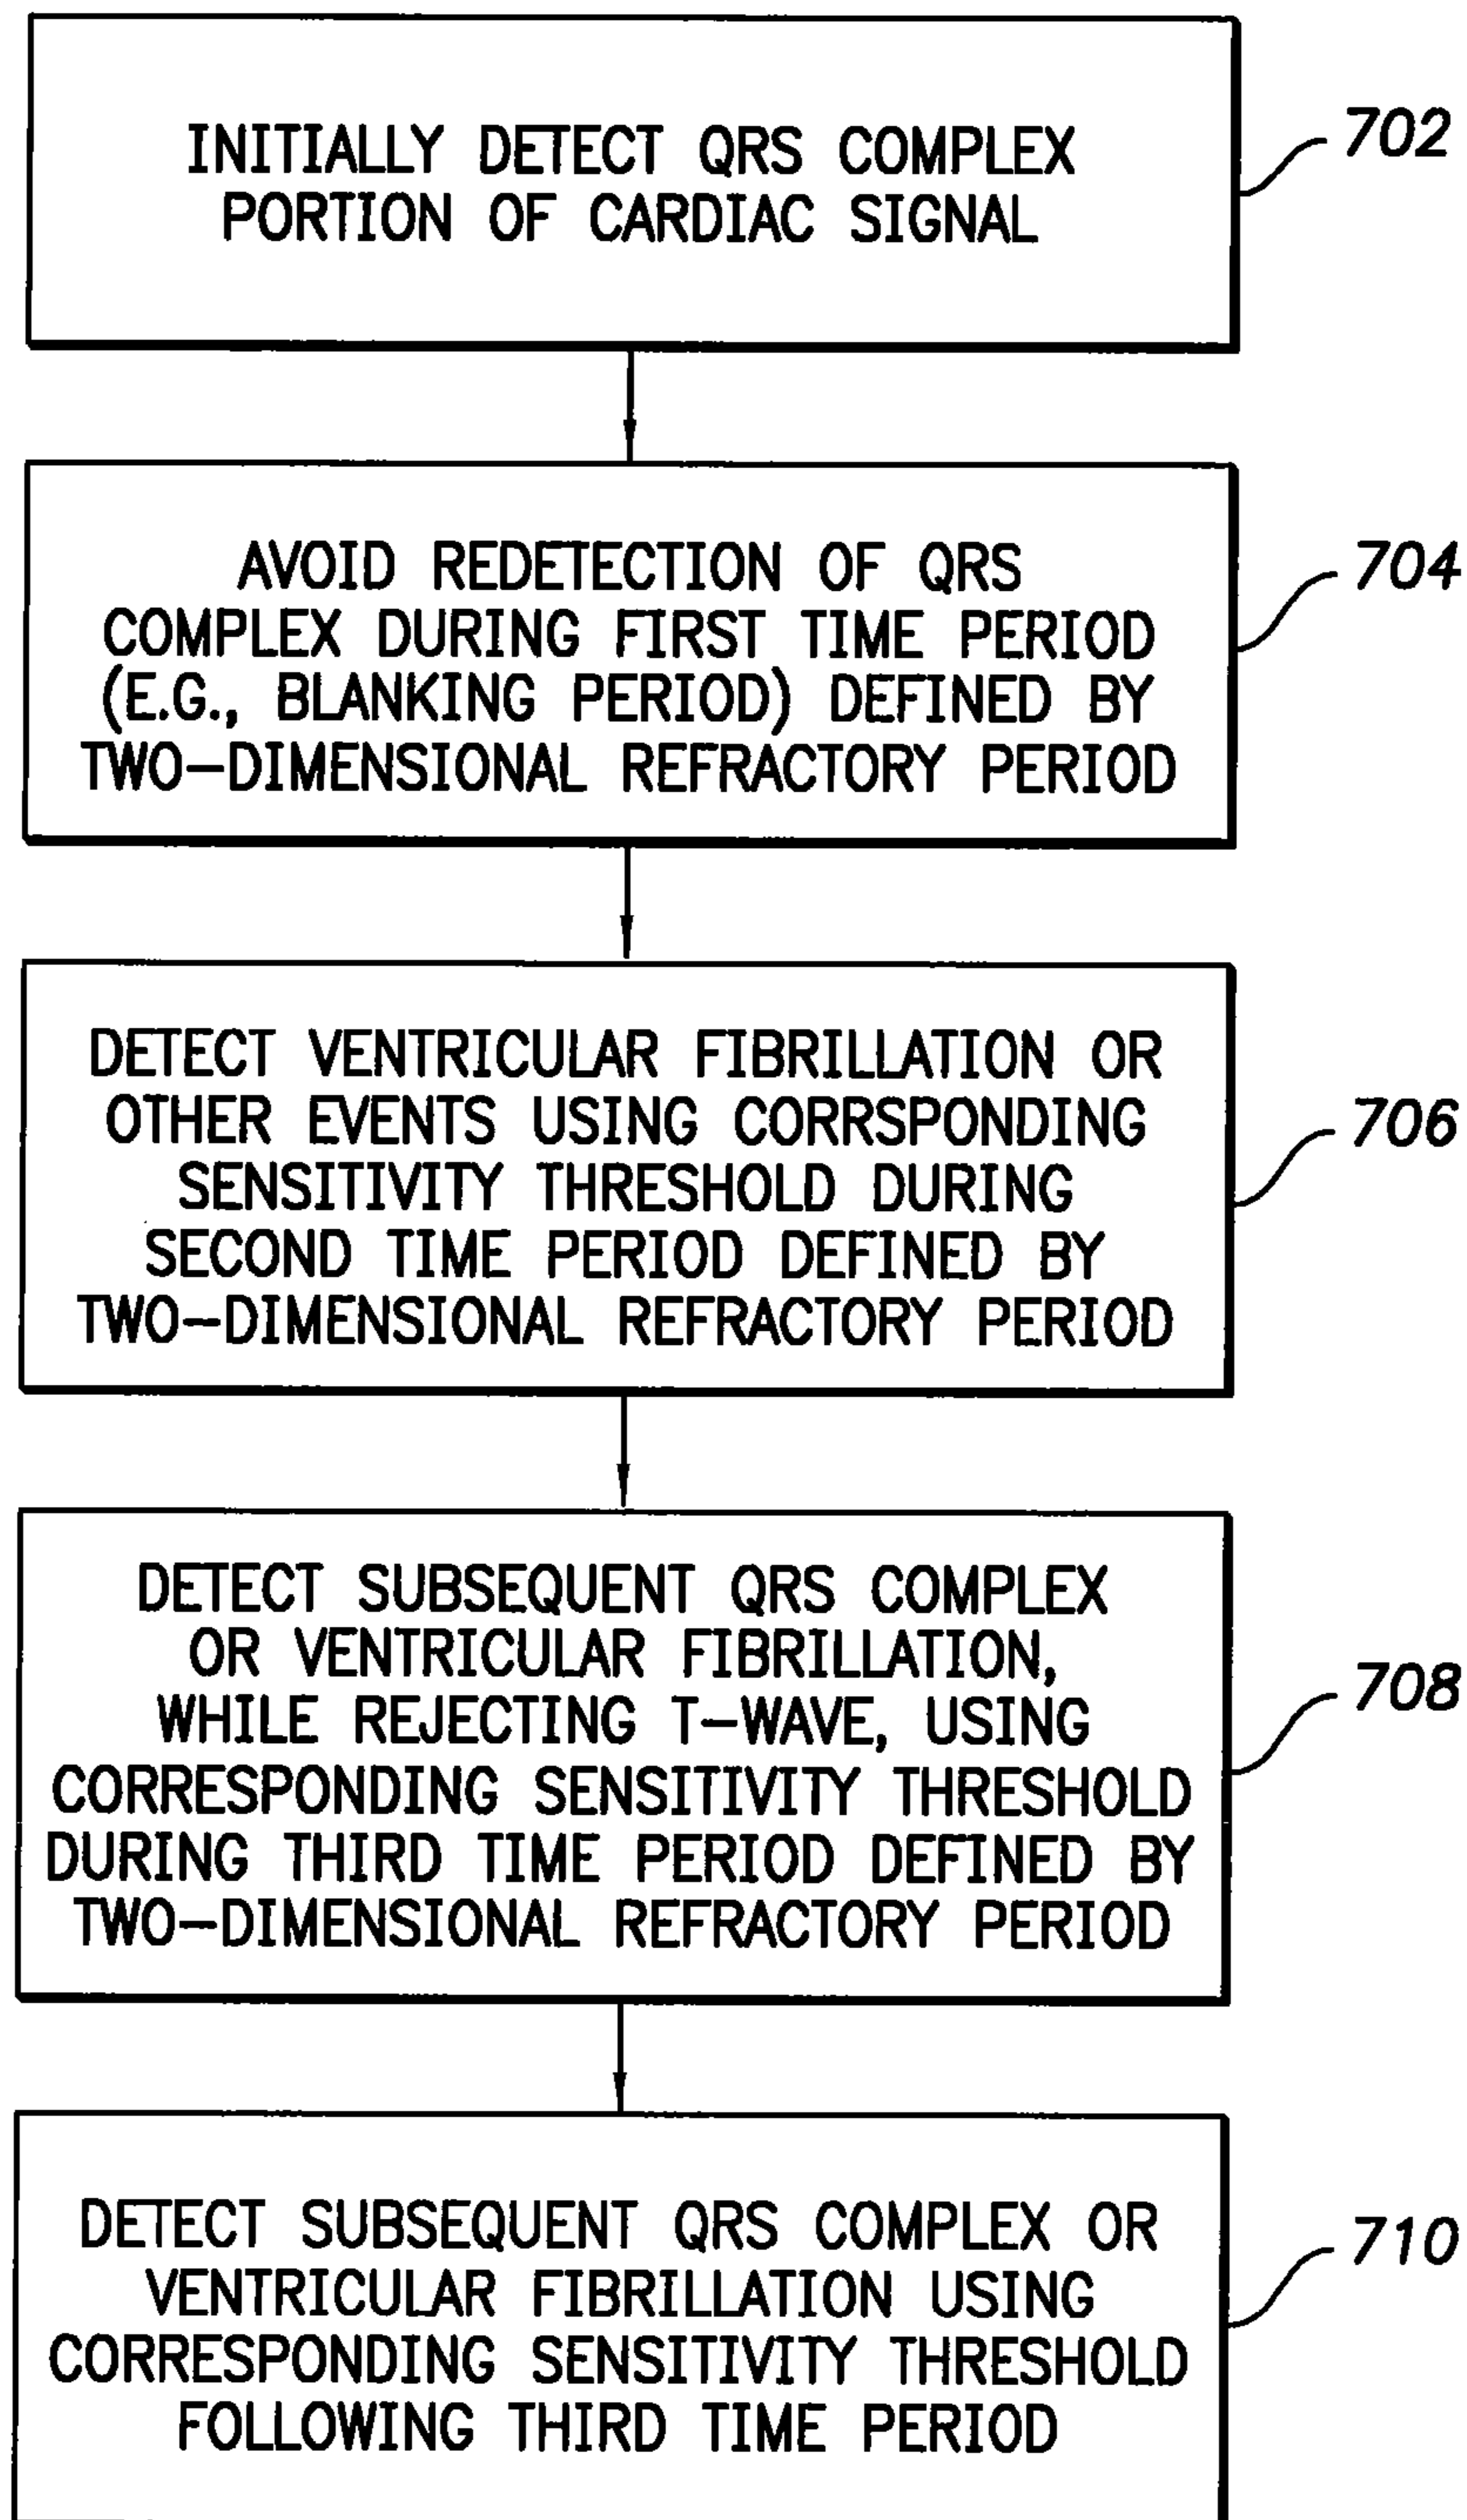 INITIALLY DETECT QRS COMPLEX
PORTION OF CARDIAC SIGNAL
702
AVOID REDETECTION OF QRS
COMPLEX DURING FIRST TIME PERIOD
(E.G., BLANKING PERIOD) DEFINED BY
TWO-DIMENSIONAL REFRACTORY PERIOD
704
DETECT VENTRICULAR FIBRILLATION OR
OTHER EVENTS USING CORRSPONDING
SENSITIVITY THRESHOLD DURING
SECOND TIME PERIOD DEFINED BY
TWO-DIMENSIONAL REFRACTORY PERIOD
706
DETECT SUBSEQUENT QRS COMPLEX
OR VENTRICULAR FIBRILLATION,
WHILE REJECTING T-WAVE, USING
CORRESPONDING SENSITIVITY THRESHOLD
DURING THIRD TIME PERIOD DEFINED BY
TWO-DIMENSIONAL REFRACTORY PERIOD
708
DETECT SUBSEQUENT QRS COMPLEX OR
VENTRICULAR FIBRILLATION USING
CORRESPONDING SENSITIVITY THRESHOLD
FOLLOWING THIRD TIME PERIOD
710